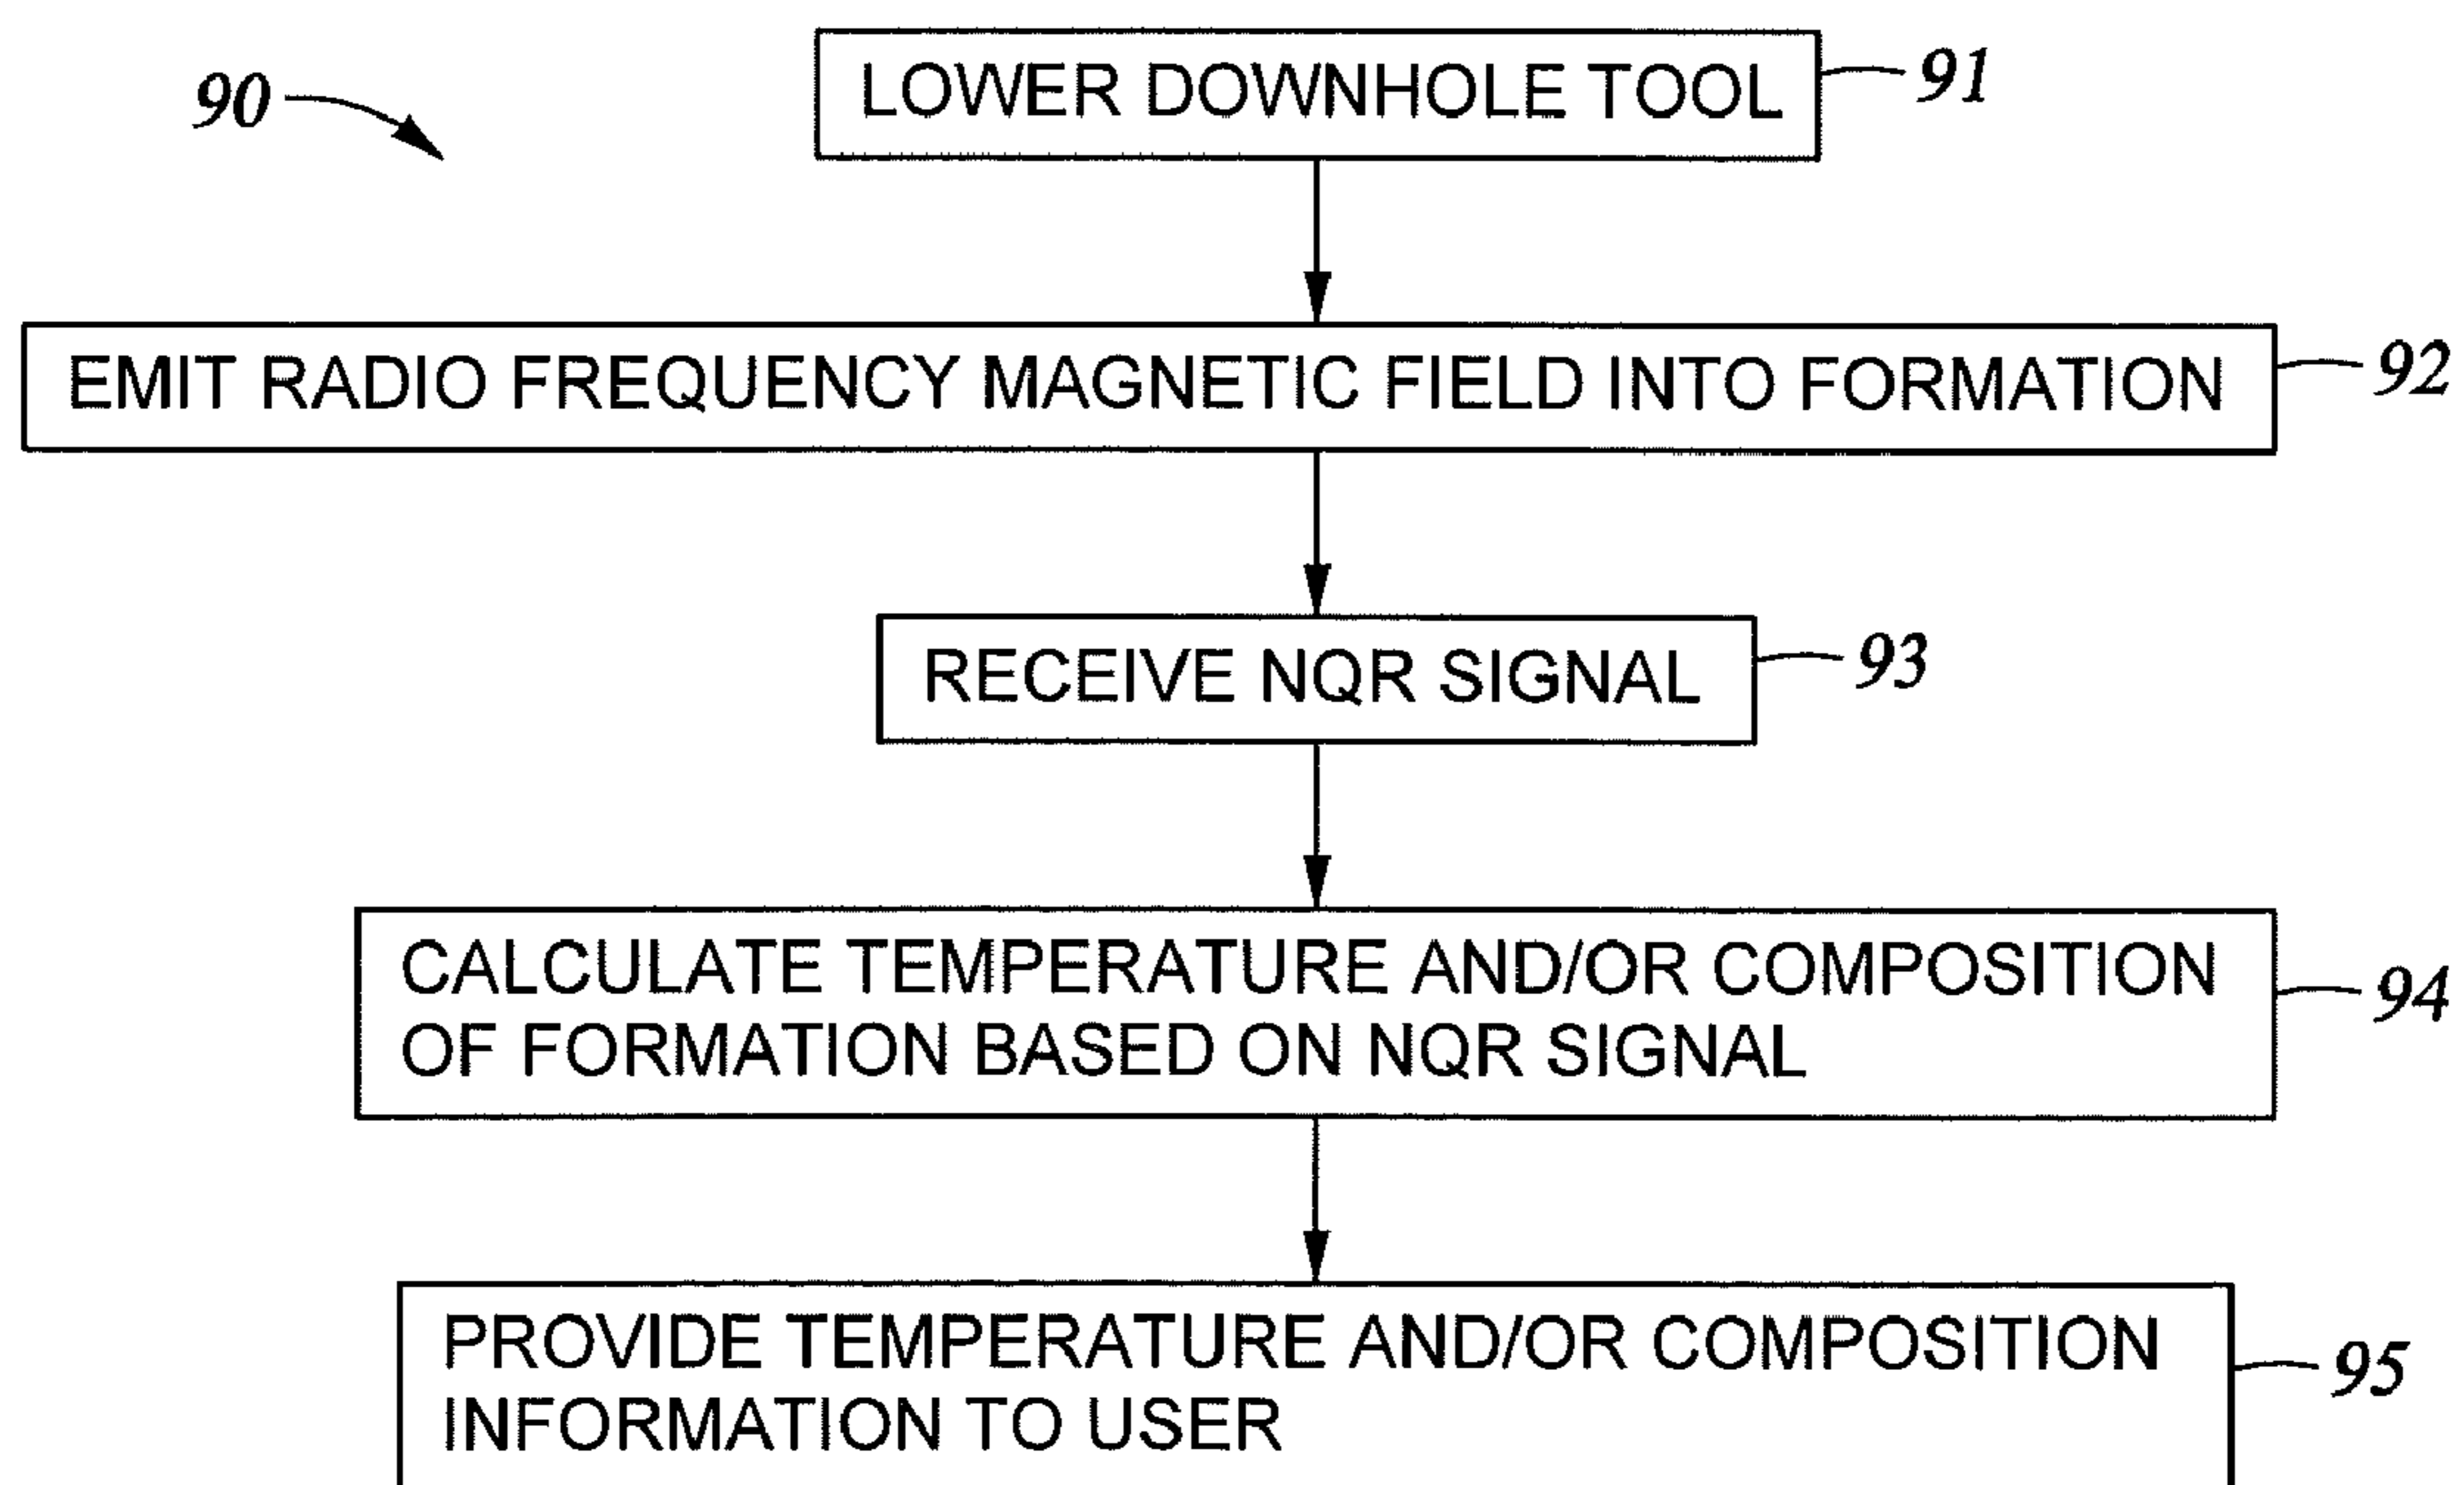 90
LOWER DOWNHOLE TOOL
91
EMIT RADIO FREQUENCY MAGNETIC FIELD INTO FORMATION
92
RECEIVE NQR SIGNAL
93
CALCULATE TEMPERATURE AND/OR COMPOSITION
OF FORMATION BASED ON NQR SIGNAL
94
PROVIDE TEMPERATURE AND/OR COMPOSITION
INFORMATION TO USER
95